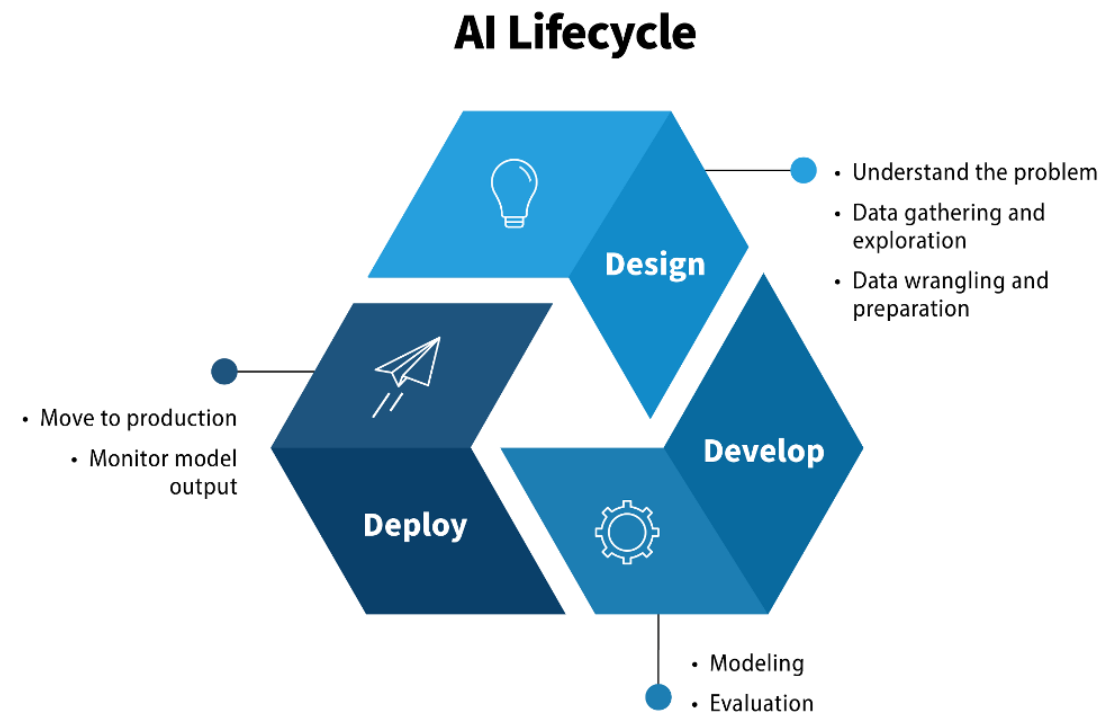 AI Lifecycle
Design
• Understand the problem
• Data gathering and
exploration
• Data wrangling and
preparation
Develop
• Modeling
• Evaluation
Deploy
• Move to production
• Monitor model
output